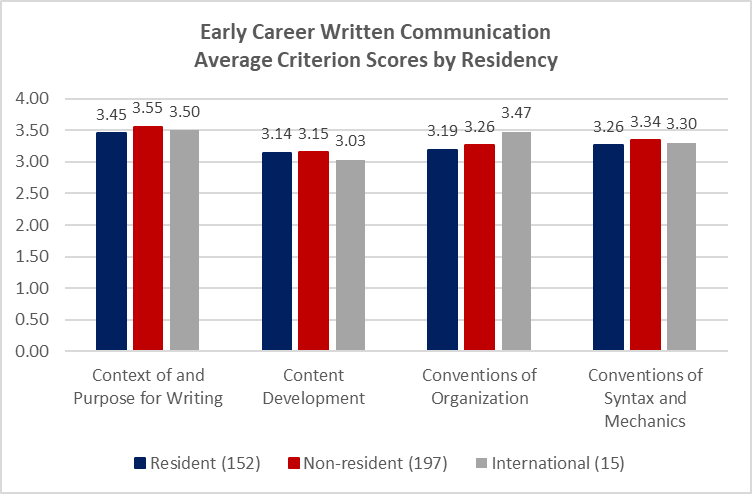 Early Career Written Communication
Average Criterion Scores by Residency
4.00
3.50
3.00
2.50
2.00
1.50
1.00
0.50
0.00
3.45 3.55 3.50
3.14 3.15 3.03
3.19 3.26 3.47
3.26 3.34 3.30
Context of and
Purpose for Writing
Content
Development
Conventions of
Organization
Conventions of
Syntax and
Mechanics
Resident (152) Non-resident (197) International (15)